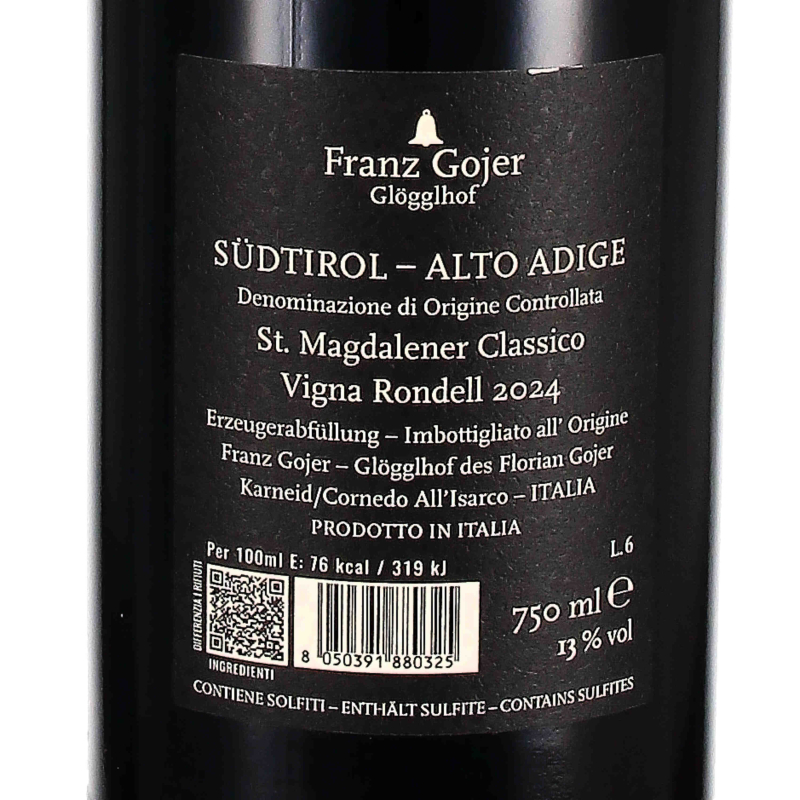 Franz Gojer
Glögglhof
SÜDTIROL – ALTO ADIGE
Denominazione di Origine Controllata
St. Magdalener Classico
Vigna Rondell 2024
Erzeugerabfüllung – Imbottigliato all' Origine
Franz Gojer – Glögglhof des Florian Gojer
Karneid/Cornedo All'Isarco – ITALIA
PRODOTTO IN ITALIA
L.6
Per 100ml E: 76 kcal / 319 kJ
DIFFERENZIA I RIFIUTI
750 ml e
13 % vol
8 050391 880325
INGREDIENTI
CONTIENE SOLFITI – ENTHÄLT SULFITE – CONTAINS SULFITES